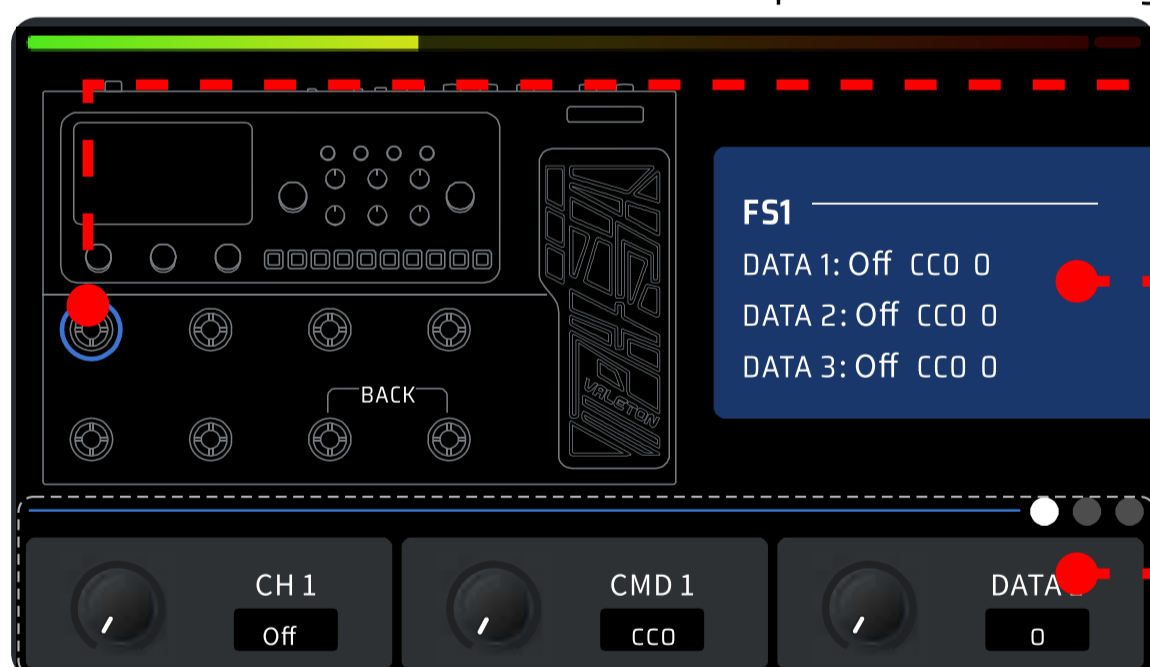 FS1
DATA 1: Off CC0 0
DATA 2: Off CC0 0
DATA 3: Off CC0 0
BACK
VALETON
CH 1
Off
CMD 1
CC0
DATA
0